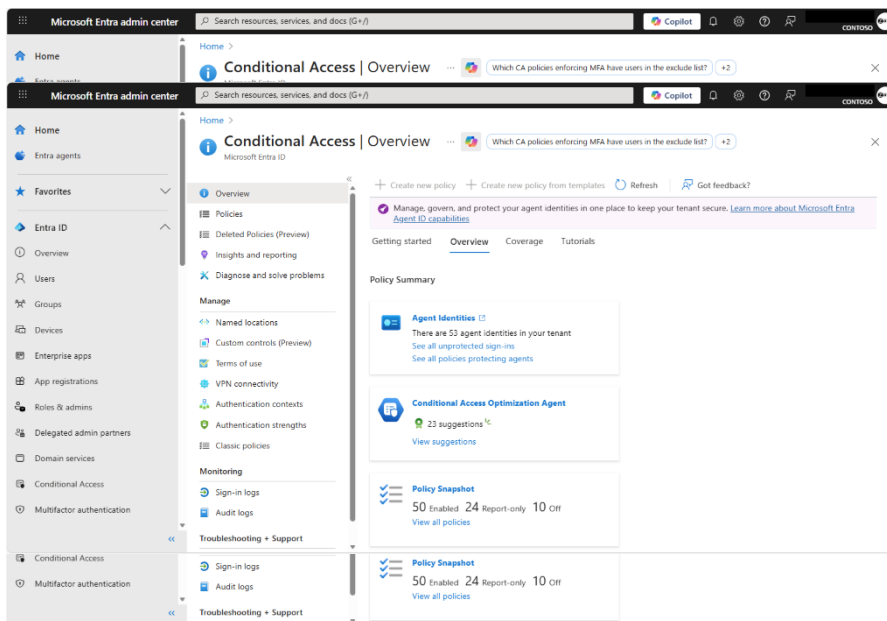 Microsoft Entra admin center
Search resources, services, and docs (G+/)
Copilot
CONTOSO
Home
Home >
Conditional Access | Overview
...
Which CA policies enforcing MFA have users in the exclude list?
+2
Microsoft Entra admin center
Search resources, services, and docs (G+/)
Copilot
CONTOSO
Home
Entra agents
Favorites
Entra ID
Overview
Users
Groups
Devices
Enterprise apps
App registrations
Roles & admins
Delegated admin partners
Domain services
Conditional Access
Multifactor authentication
Home >
Conditional Access | Overview
...
Microsoft Entra ID
Which CA policies enforcing MFA have users in the exclude list?
+2
Overview
Policies
Deleted Policies (Preview)
Insights and reporting
Diagnose and solve problems
Manage
Named locations
Custom controls (Preview)
Terms of use
VPN connectivity
Authentication contexts
Authentication strengths
Classic policies
Monitoring
Sign-in logs
Audit logs
Troubleshooting + Support
Create new policy
Create new policy from templates
Refresh
Got feedback?
Manage, govern, and protect your agent identities in one place to keep your tenant secure. Learn more about Microsoft Entra
Agent ID capabilities
Getting started
Overview
Coverage
Tutorials
Policy Summary
Agent Identities
There are 53 agent identities in your tenant
See all unprotected sign-ins
See all policies protecting agents
Conditional Access Optimization Agent
23 suggestions
View suggestions
Policy Snapshot
50 Enabled 24 Report-only 10 Off
View all policies
Conditional Access
Multifactor authentication
Sign-in logs
Audit logs
Troubleshooting + Support
Policy Snapshot
50 Enabled 24 Report-only 10 Off
View all policies